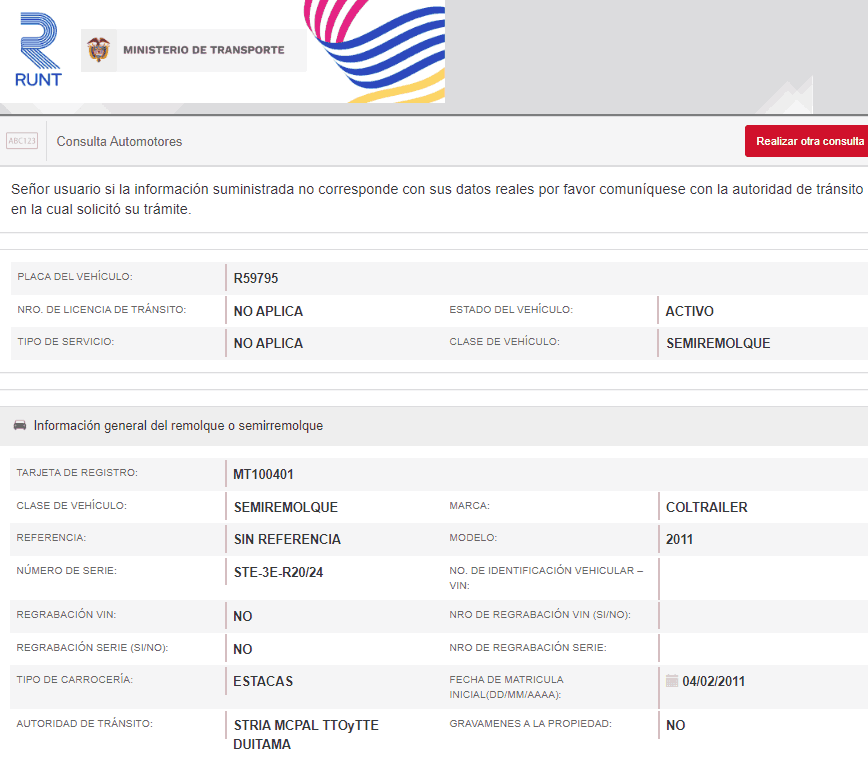 RUNT
MINISTERIO DE TRANSPORTE
ABC123
Consulta Automotores
Realizar otra consulta
Señor usuario si la información suministrada no corresponde con sus datos reales por favor comuníquese con la autoridad de tránsito
en la cual solicitó su trámite.
PLACA DEL VEHÍCULO: R59795
NRO. DE LICENCIA DE TRÁNSITO: NO APLICA ESTADO DEL VEHÍCULO: ACTIVO
TIPO DE SERVICIO: NO APLICA CLASE DE VEHÍCULO: SEMIREMOLQUE
Información general del remolque o semirremolque
TARJETA DE REGISTRO: MT100401
CLASE DE VEHÍCULO: SEMIREMOLQUE MARCA: COLTRAILER
REFERENCIA: SIN REFERENCIA MODELO: 2011
NÚMERO DE SERIE: STE-3E-R20/24 NO. DE IDENTIFICACIÓN VEHICULAR –
VIN:
REGRABACIÓN VIN: NO NRO DE REGRABACIÓN VIN (SI/NO):
REGRABACIÓN SERIE (SI/NO): NO NRO DE REGRABACIÓN SERIE:
TIPO DE CARROCERÍA: ESTACAS FECHA DE MATRICULA
INICIAL(DD/MM/AAAA): 04/02/2011
AUTORIDAD DE TRÁNSITO: STRIA MCPAL TTOyTTE GRAVAMENES A LA PROPIEDAD: NO
DUITAMA